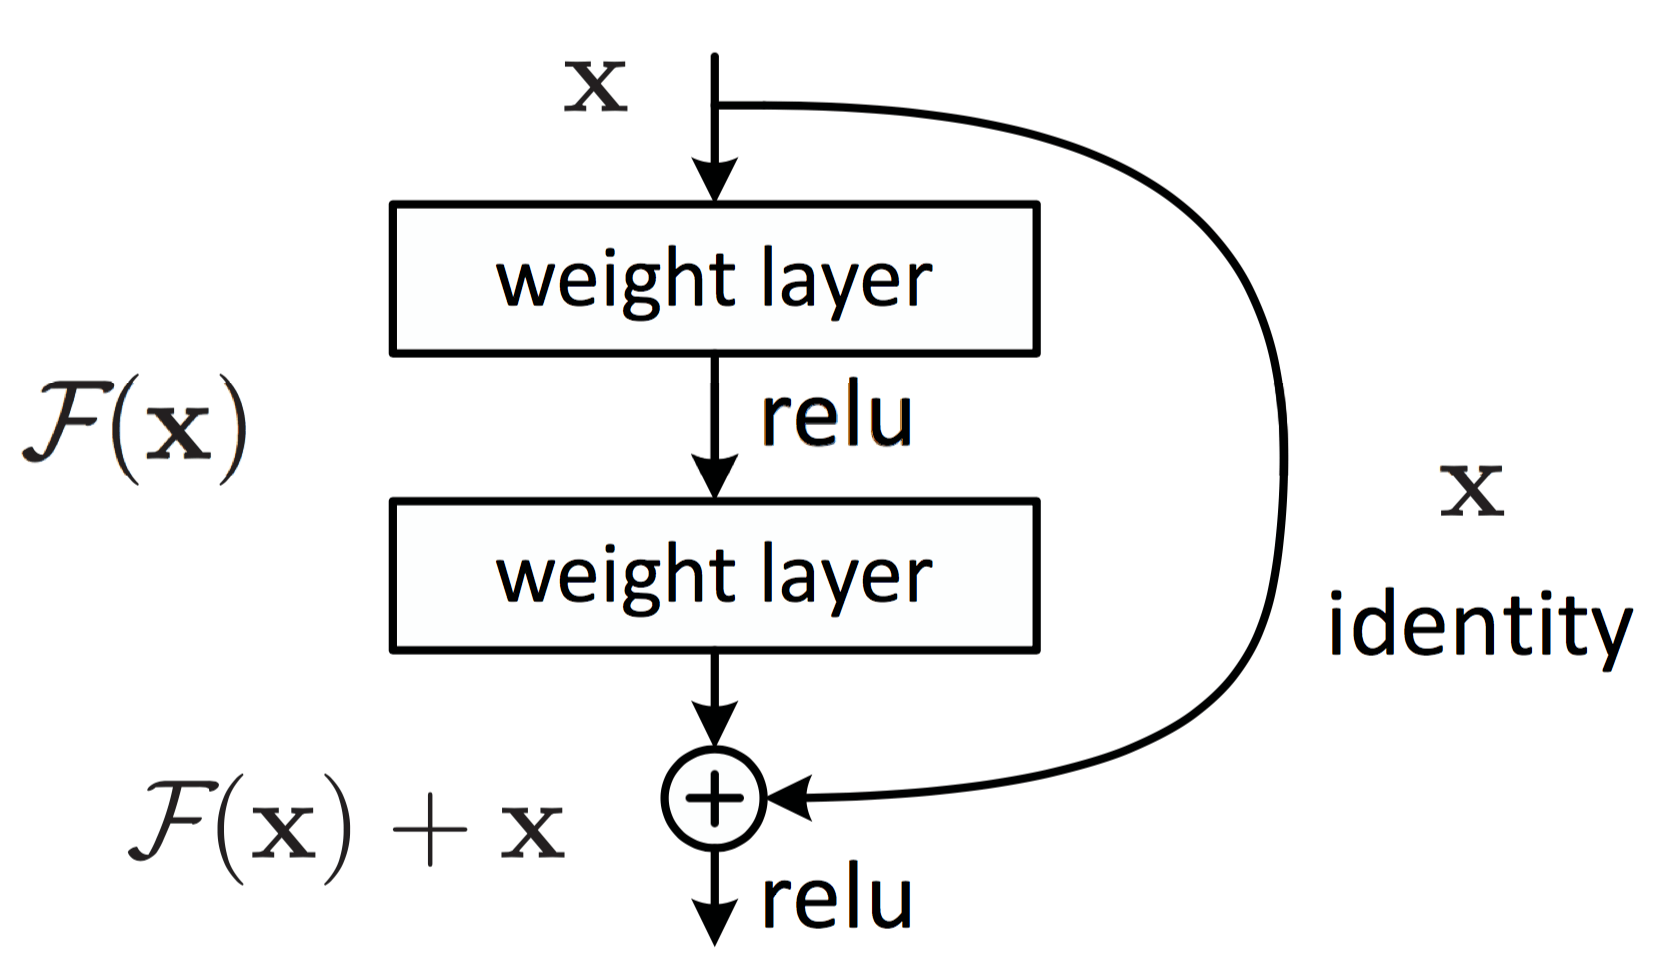 x
weight layer
F(x)
relu
x
weight layer
identity
F(x) + x
+
relu